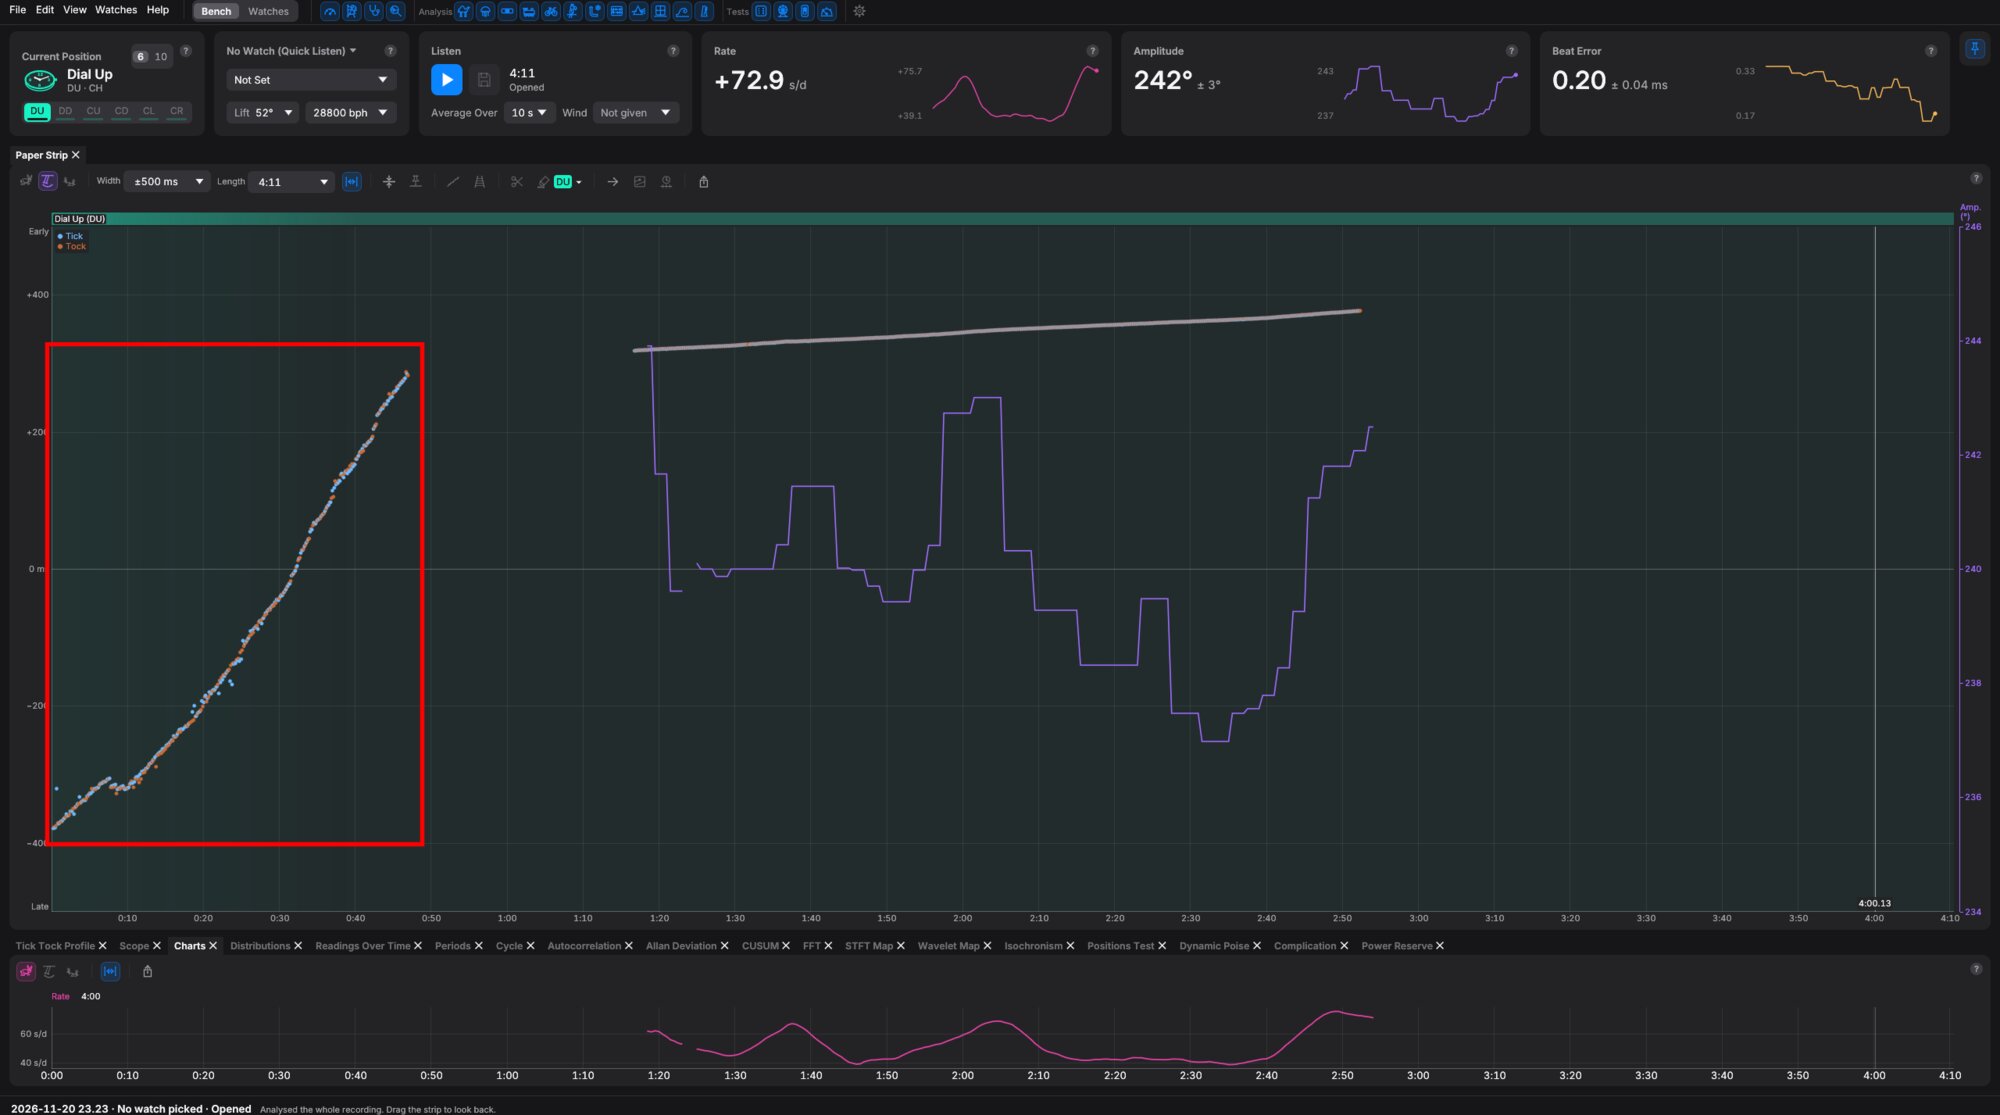 File Edit View Watches Help Bench Watches Analysis Tests
Current Position 6 10 ?
Dial Up
DU · CH
DU DD CU CD CL CR
No Watch (Quick Listen) ?
Not Set
Lift 52° 28800 bph
Listen ?
4:11
Opened
Average Over 10 s Wind Not given
Rate ?
+72.9 s/d
+75.7
+39.1
Amplitude ?
242° ± 3°
243
237
Beat Error ?
0.20 ± 0.04 ms
0.33
0.17
Paper Strip
Width ±500 ms Length 4:11 DU ?
Dial Up (DU)
Amp.
(°)
Early
Tick
Tock
+400
+200
0 m
−200
−400
Late
246
244
242
240
238
236
234
4:00.13
0:10 0:20 0:30 0:40 0:50 1:00 1:10 1:20 1:30 1:40 1:50 2:00 2:10 2:20 2:30 2:40 2:50 3:00 3:10 3:20 3:30 3:40 3:50 4:00 4:10
Tick Tock Profile Scope Charts Distributions Readings Over Time Periods Cycle Autocorrelation Allan Deviation CUSUM FFT STFT Map Wavelet Map Isochronism Positions Test Dynamic Poise Complication Power Reserve
?
Rate 4:00
60 s/d
40 s/d
0:00 0:10 0:20 0:30 0:40 0:50 1:00 1:10 1:20 1:30 1:40 1:50 2:00 2:10 2:20 2:30 2:40 2:50 3:00 3:10 3:20 3:30 3:40 3:50 4:00 4:10
2026-11-20 23.23 · No watch picked · Opened Analysed the whole recording. Drag the strip to look back.